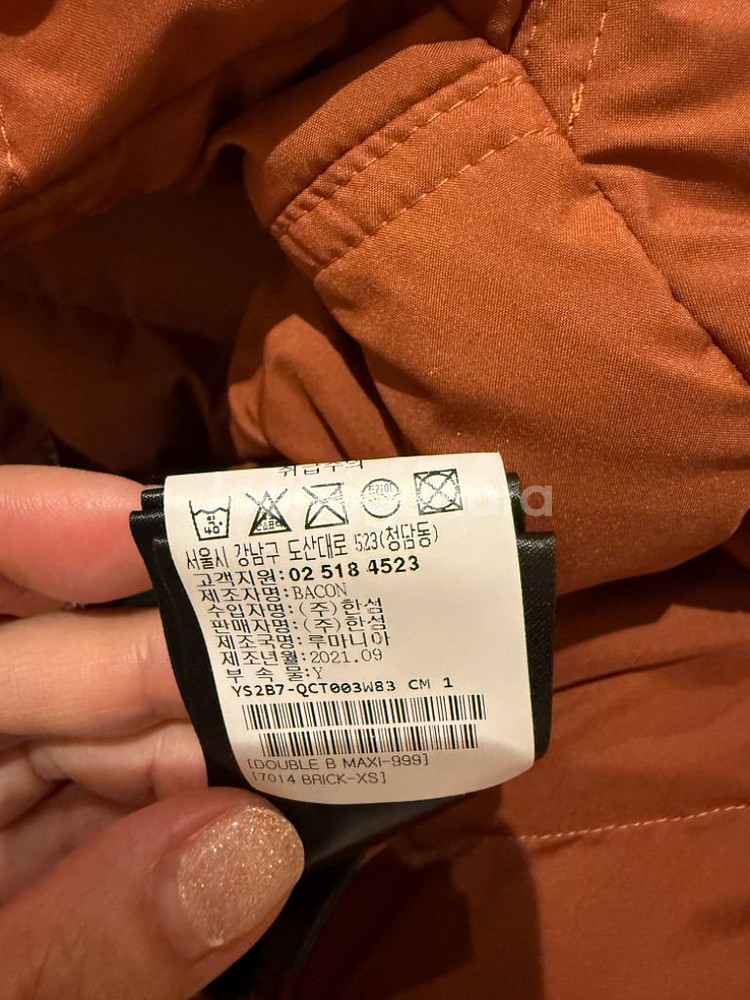 취급주의
40°
서울시 강남구 도산대로 523(청담동)
고객지원:02 518 4523
제조자명:BACON
수입자명:(주)한섬
판매자명:(주)한섬
제조국명:루마니아
제조년월:2021.09
부 속 물:Y
YS2B7-QCT003W83 CM 1
[DOUBLE B MAXI-999]
[7014 BRICK-XS]